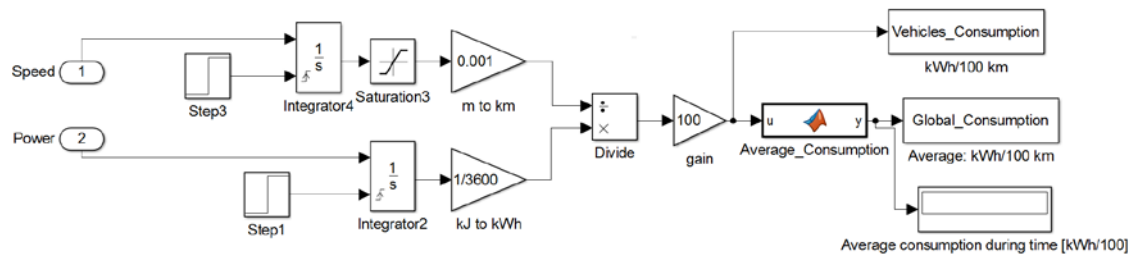 Speed
1
Step3
1
s
Integrator4
Saturation3
0.001
m to km
Power
2
Step1
1
s
Integrator2
1/3600
kJ to kWh
÷
×
Divide
100
gain
u
y
Average_Consumption
Vehicles_Consumption
kWh/100 km
Global_Consumption
Average: kWh/100 km
Average consumption during time [kWh/100]